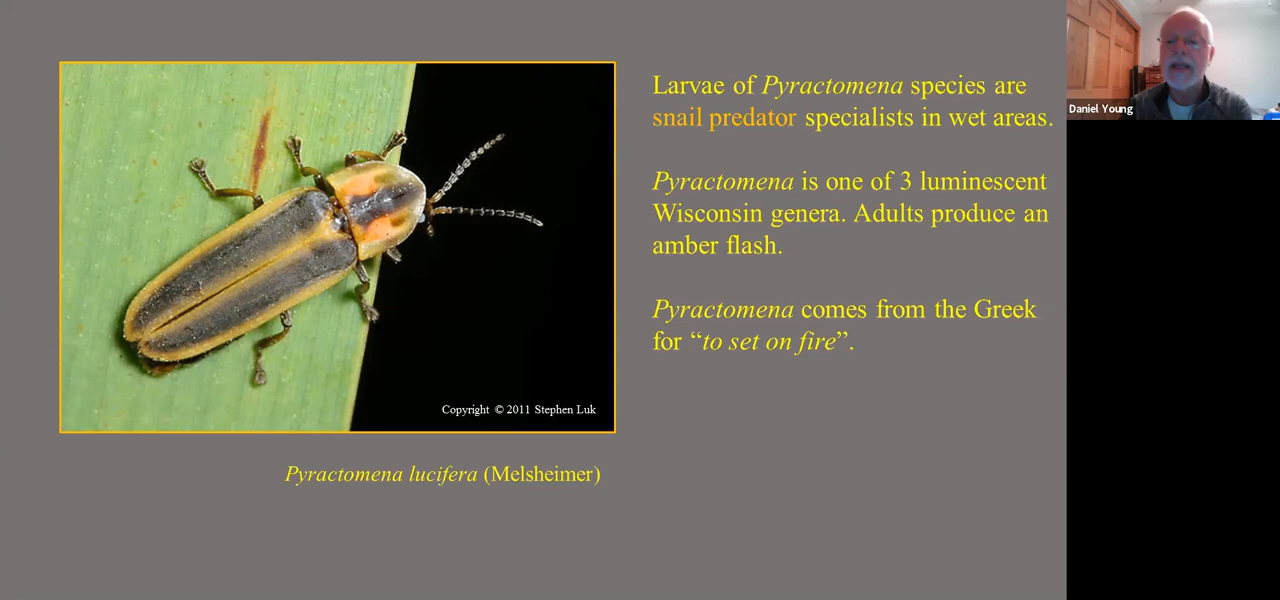 Larvae of Pyractomena species are
snail predator specialists in wet areas.
Pyractomena is one of 3 luminescent
Wisconsin genera. Adults produce an
amber flash.
Pyractomena comes from the Greek
for “to set on fire”.
Copyright © 2011 Stephen Luk
Pyractomena lucifera (Melsheimer)
Daniel Young